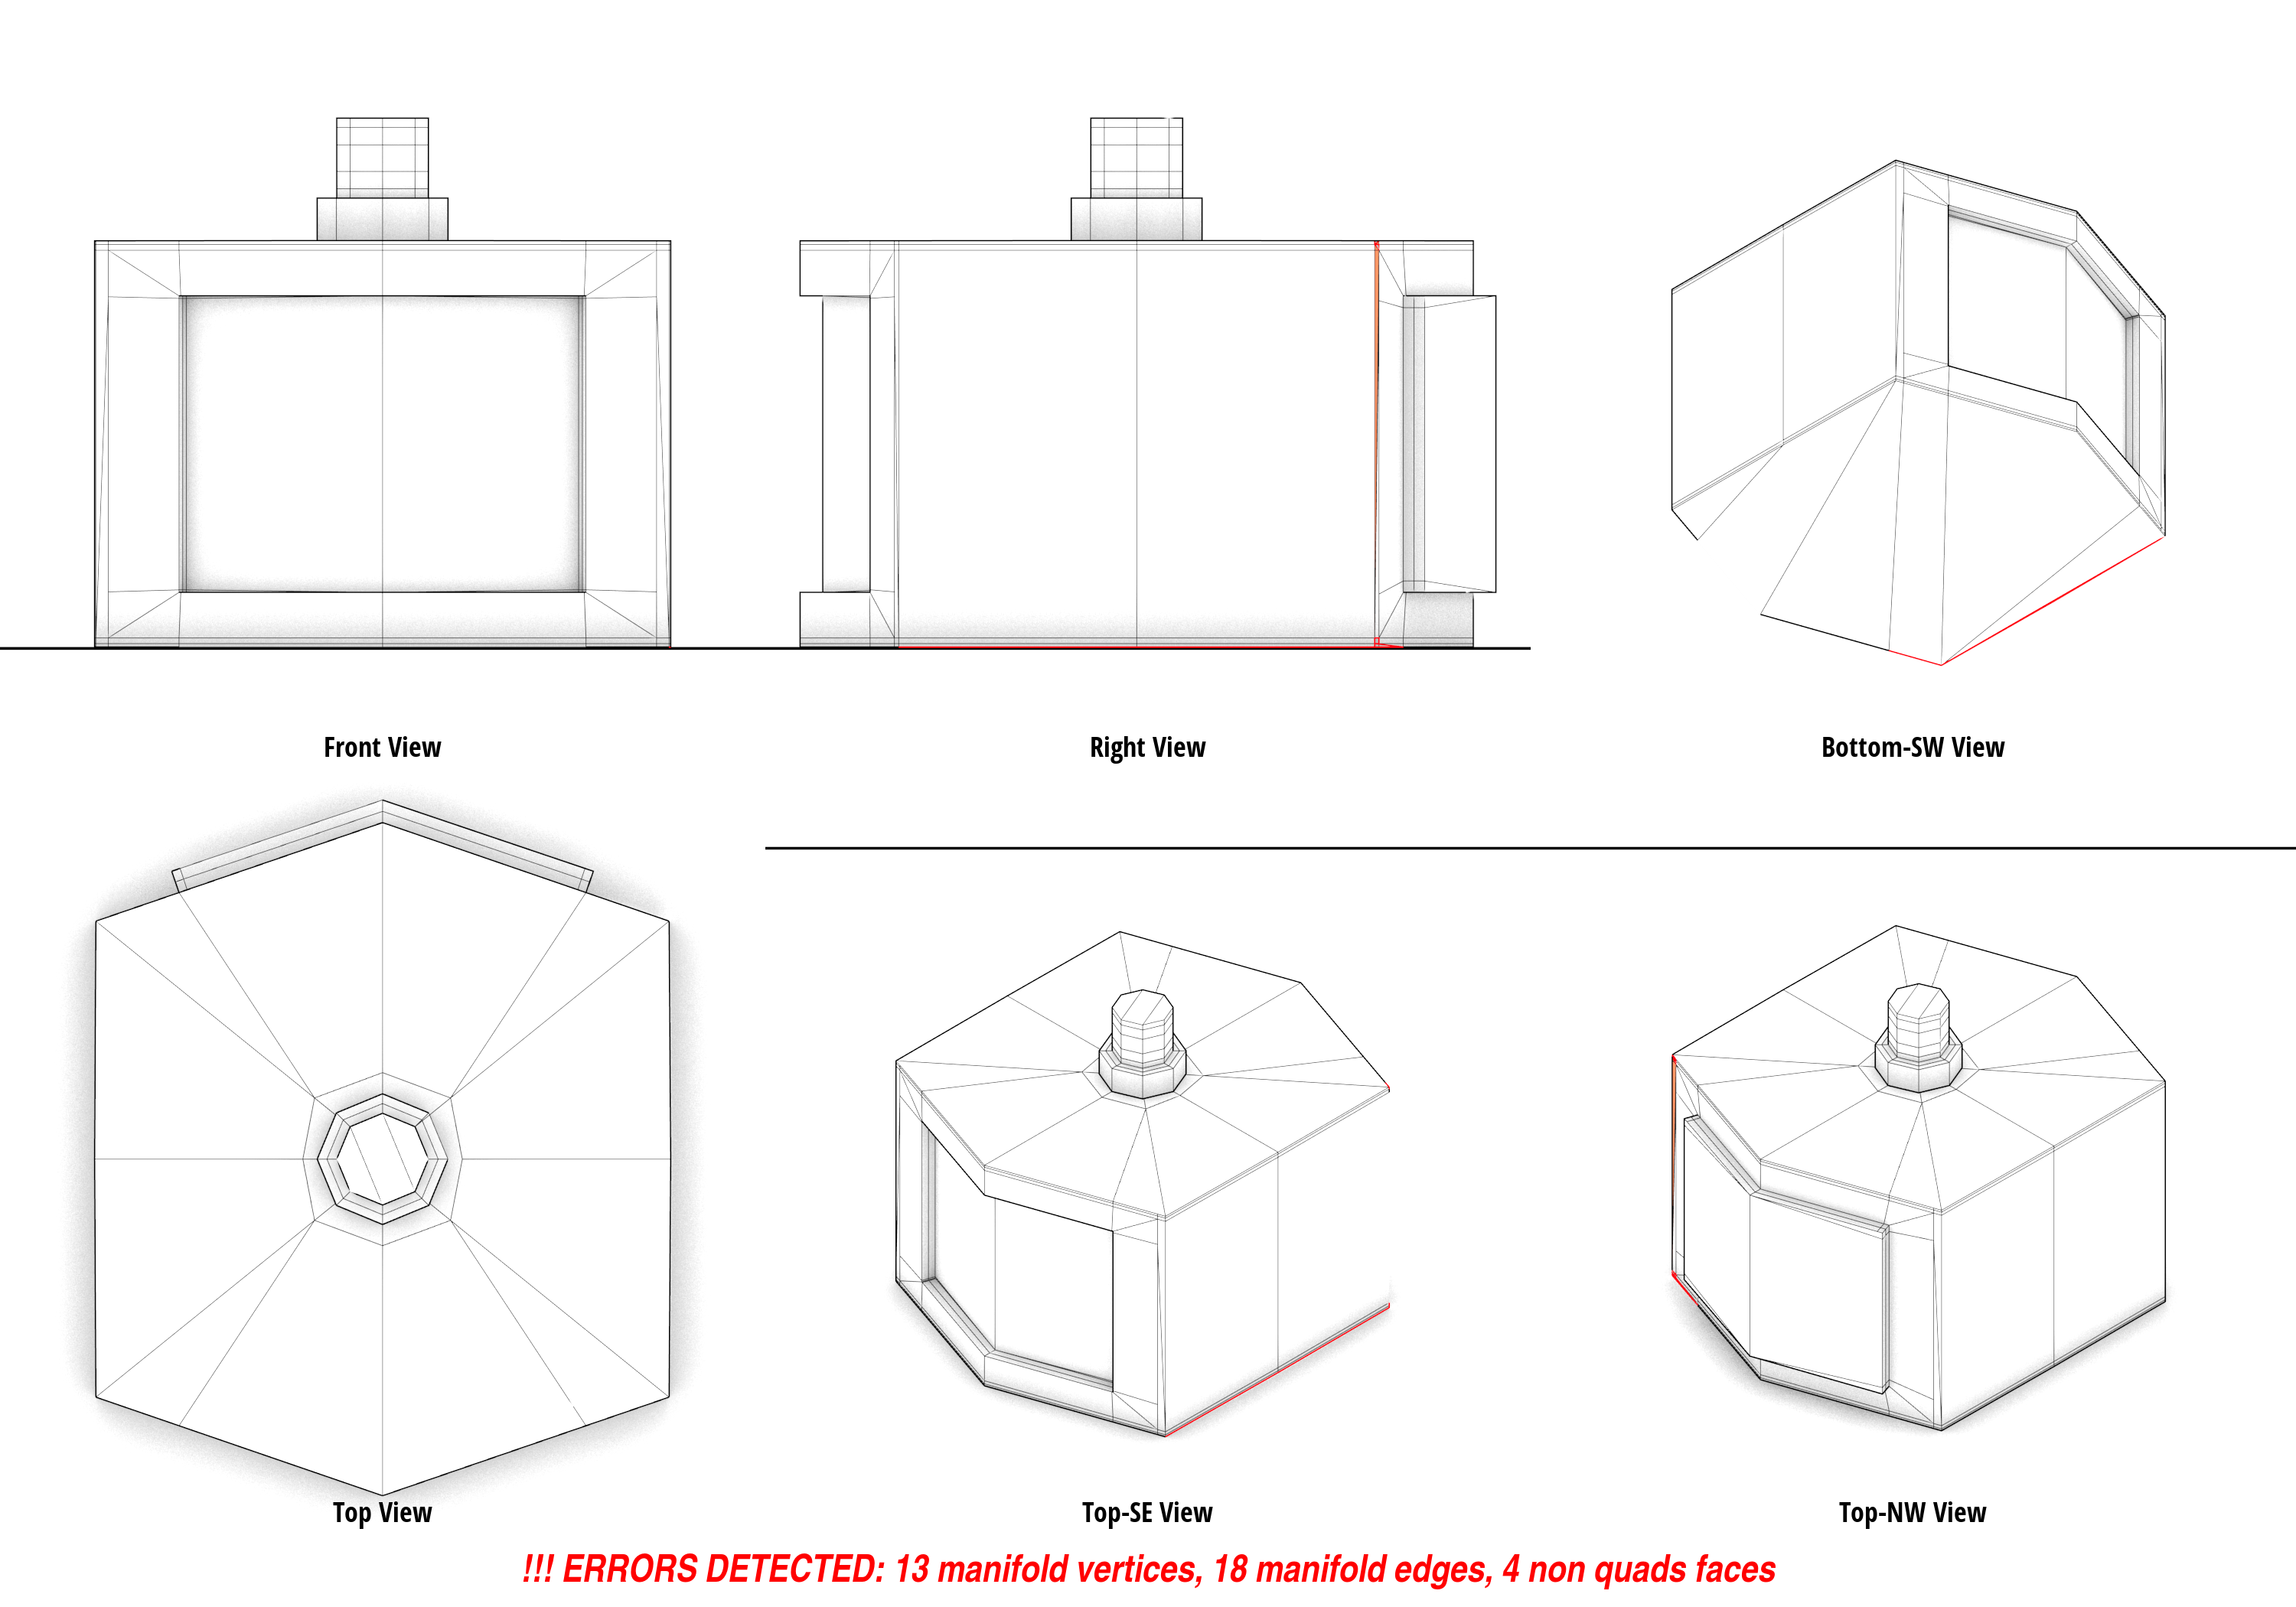 Front View
Right View
Bottom-SW View
Top View
Top-SE View
Top-NW View
!!! ERRORS DETECTED: 13 manifold vertices, 18 manifold edges, 4 non quads faces